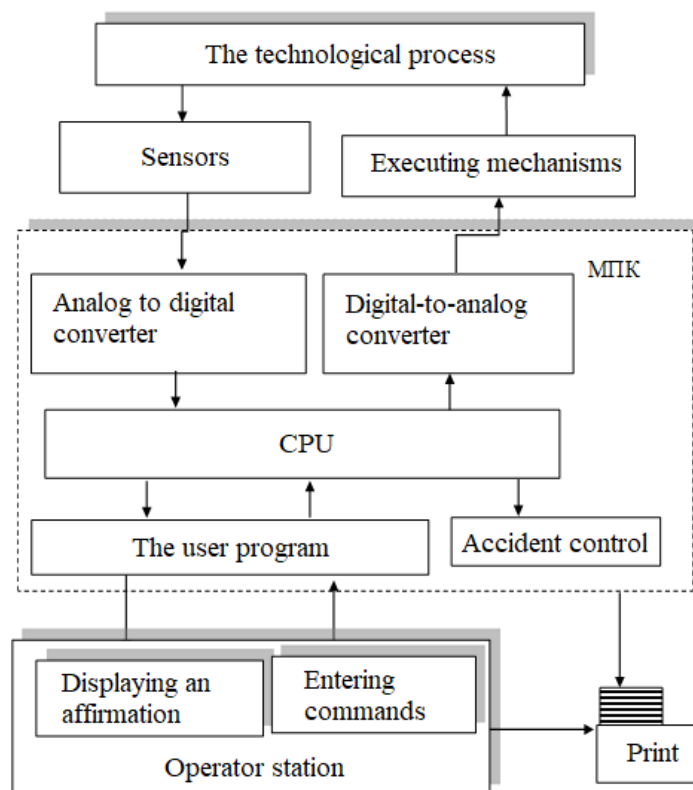 The technological process
Sensors
Executing mechanisms
МПК
Analog to digital
converter
Digital-to-analog
converter
CPU
The user program
Accident control
Displaying an
affirmation
Entering
commands
Operator station
Print